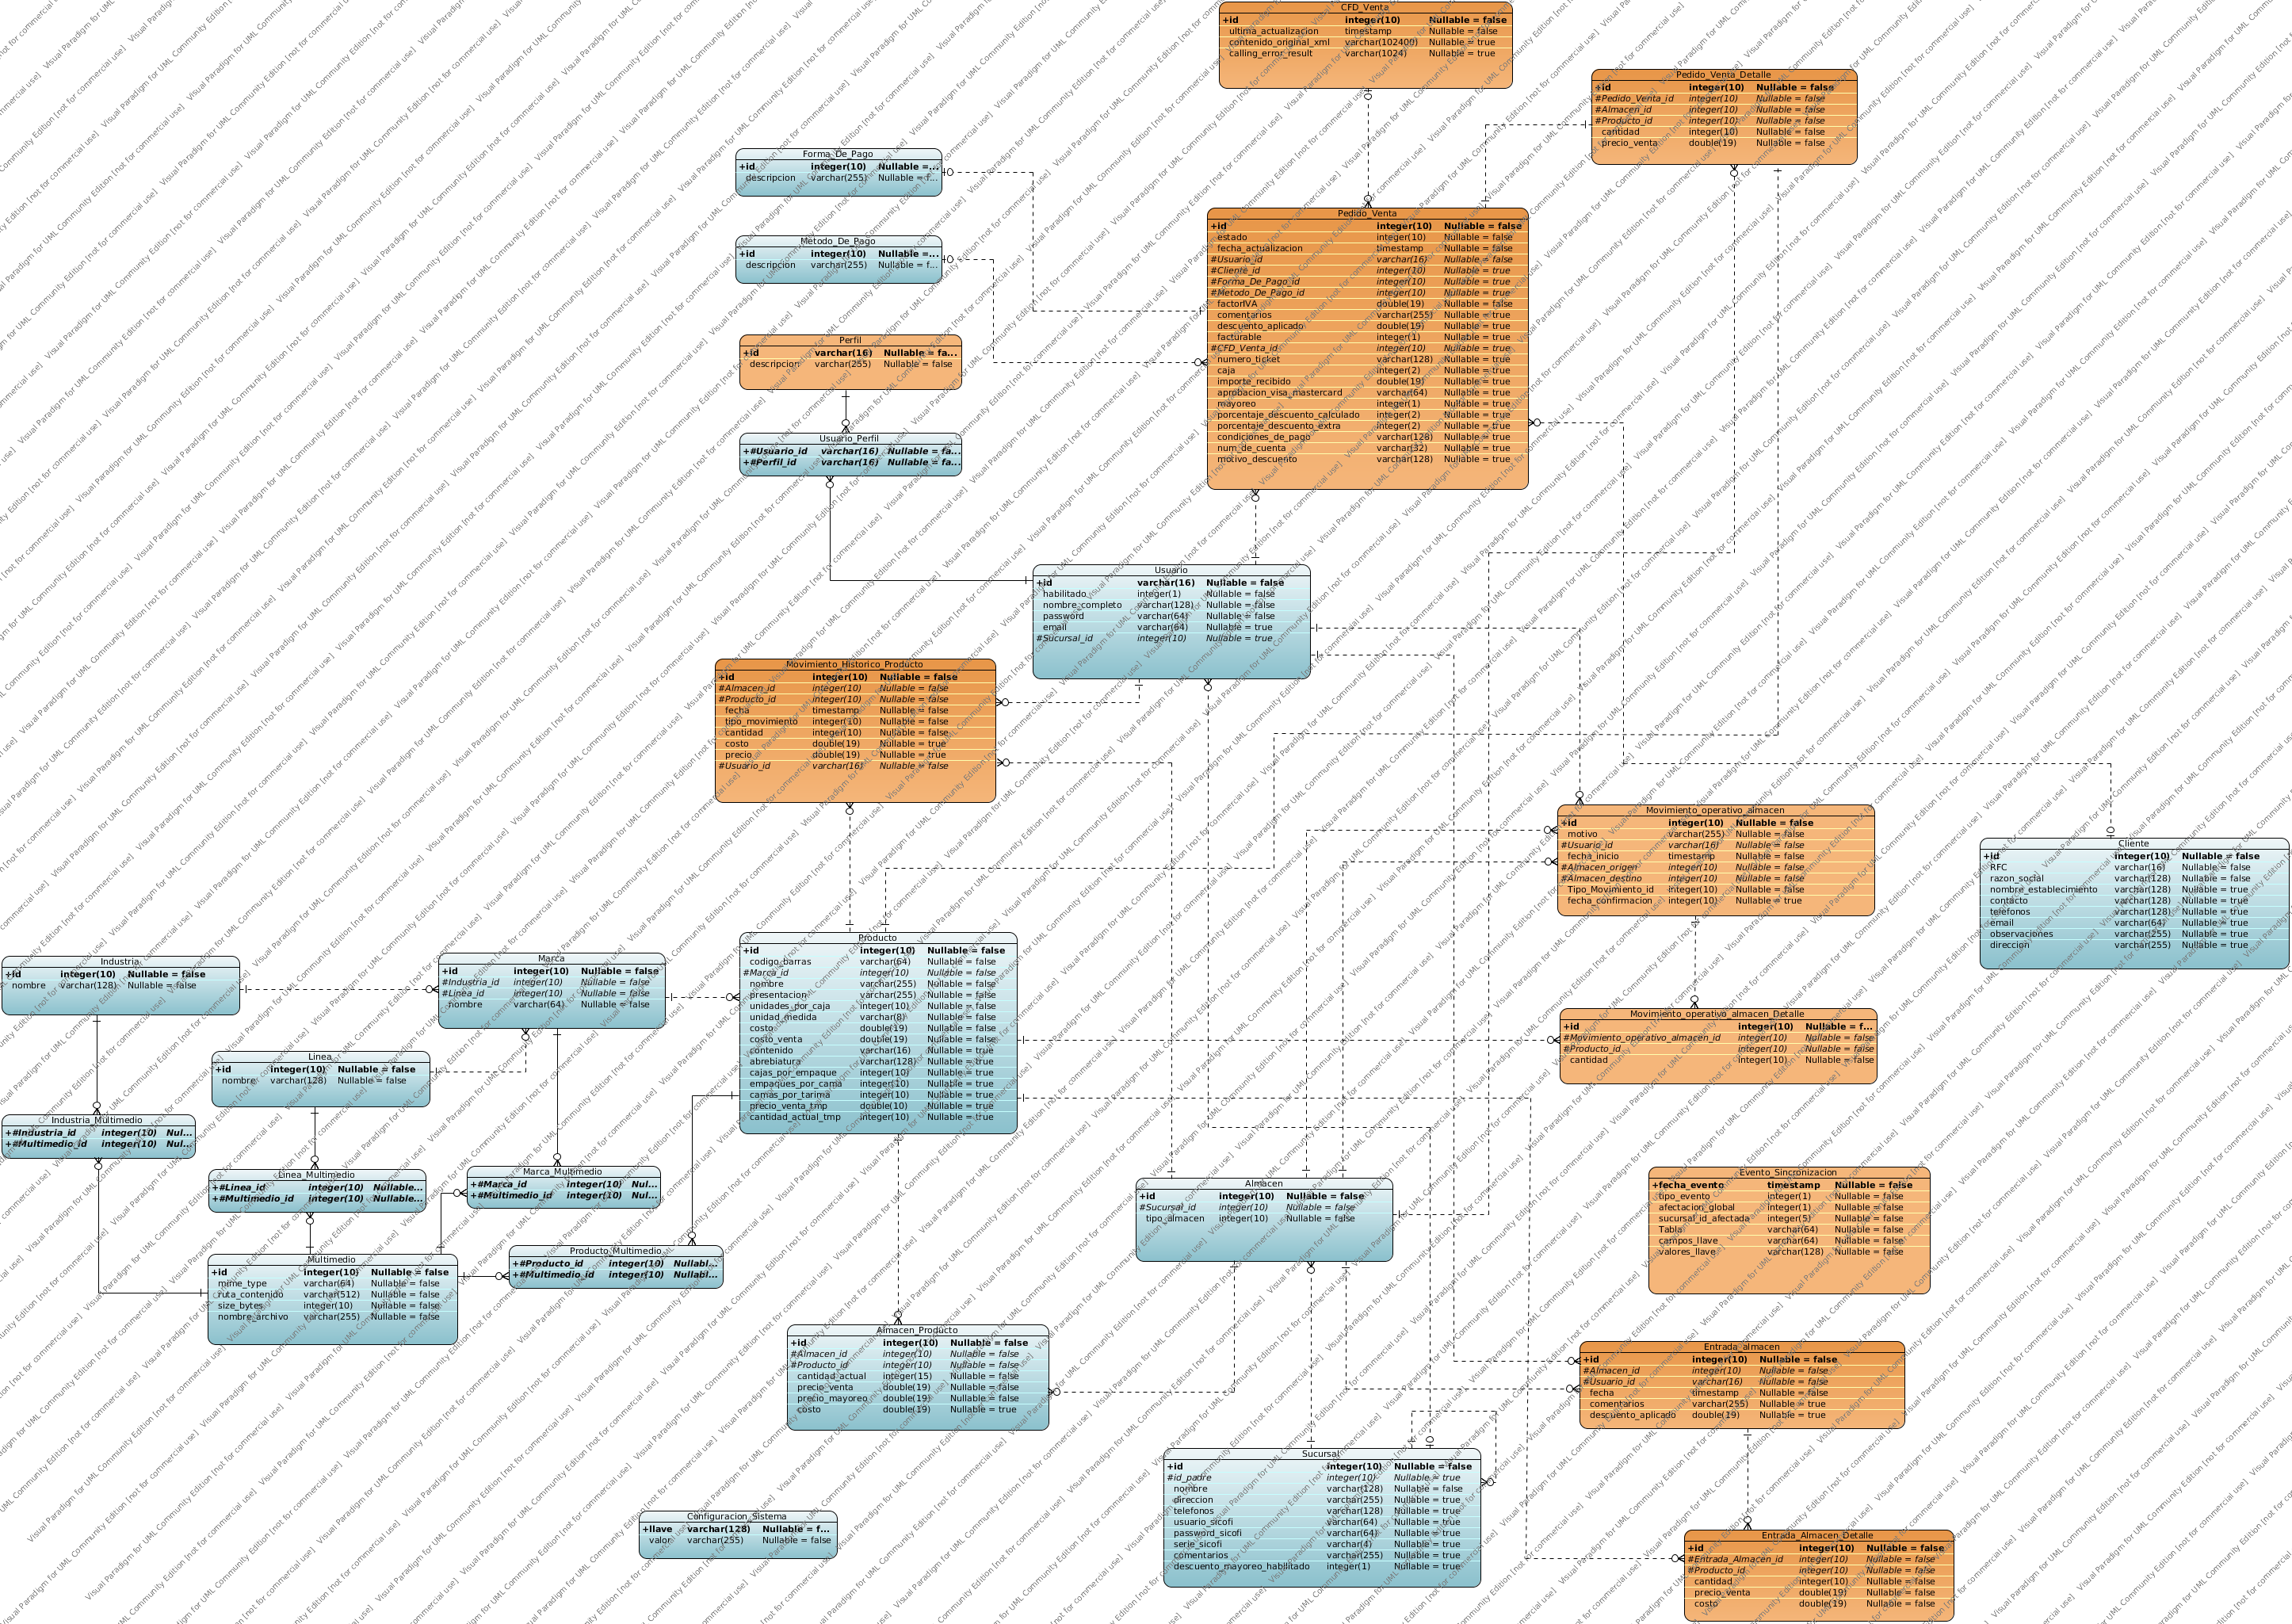 CFD_Venta
+id integer(10) Nullable = false
ultima_actualizacion timestamp Nullable = false
contenido_original_xml varchar(102400) Nullable = true
calling_error_result varchar(1024) Nullable = true
Pedido_Venta_Detalle
+id integer(10) Nullable = false
#Pedido_Venta_id integer(10) Nullable = false
#Almacen_id integer(10) Nullable = false
#Producto_id integer(10) Nullable = false
cantidad integer(10) Nullable = false
precio_venta double(19) Nullable = false
Forma_De_Pago
+id integer(10) Nullable =...
descripcion varchar(255) Nullable = f...
Metodo_De_Pago
+id integer(10) Nullable =...
descripcion varchar(255) Nullable = f...
Pedido_Venta
+id integer(10) Nullable = false
estado integer(10) Nullable = false
fecha_actualizacion timestamp Nullable = false
#Usuario_id varchar(16) Nullable = false
#Cliente_id integer(10) Nullable = true
#Forma_De_Pago_id integer(10) Nullable = true
#Metodo_De_Pago_id integer(10) Nullable = true
factorIVA double(19) Nullable = false
comentarios varchar(255) Nullable = true
descuento_aplicado double(19) Nullable = true
facturable integer(1) Nullable = true
#CFD_Venta_id integer(10) Nullable = true
numero_ticket varchar(128) Nullable = true
caja integer(2) Nullable = true
importe_recibido double(19) Nullable = true
aprobacion_visa_mastercard varchar(64) Nullable = true
mayoreo integer(1) Nullable = true
porcentaje_descuento_calculado integer(2) Nullable = true
porcentaje_descuento_extra integer(2) Nullable = true
condiciones_de_pago varchar(128) Nullable = true
num_de_cuenta varchar(32) Nullable = true
motivo_descuento varchar(128) Nullable = true
Perfil
+id varchar(16) Nullable = fa...
descripcion varchar(255) Nullable = false
Usuario_Perfil
+#Usuario_id varchar(16) Nullable = fa...
+#Perfil_id varchar(16) Nullable = fa...
Usuario
+id varchar(16) Nullable = false
habilitado integer(1) Nullable = false
nombre_completo varchar(128) Nullable = false
password varchar(64) Nullable = false
email varchar(64) Nullable = true
#Sucursal_id integer(10) Nullable = true
Movimiento_Historico_Producto
+id integer(10) Nullable = false
#Almacen_id integer(10) Nullable = false
#Producto_id integer(10) Nullable = false
fecha timestamp Nullable = false
tipo_movimiento integer(10) Nullable = false
cantidad integer(10) Nullable = false
costo double(19) Nullable = true
precio double(19) Nullable = true
#Usuario_id varchar(16) Nullable = false
Movimiento_operativo_almacen
+id integer(10) Nullable = false
motivo varchar(255) Nullable = false
#Usuario_id varchar(16) Nullable = false
fecha_inicio timestamp Nullable = false
#Almacen_origen integer(10) Nullable = false
#Almacen_destino integer(10) Nullable = false
Tipo_Movimiento_id integer(10) Nullable = false
fecha_confirmacion integer(10) Nullable = true
Cliente
+id integer(10) Nullable = false
RFC varchar(16) Nullable = false
razon_social varchar(128) Nullable = false
nombre_establecimiento varchar(128) Nullable = true
contacto varchar(128) Nullable = true
telefonos varchar(128) Nullable = true
email varchar(64) Nullable = true
observaciones varchar(255) Nullable = true
direccion varchar(255) Nullable = true
Producto
+id integer(10) Nullable = false
codigo_barras varchar(64) Nullable = false
#Marca_id integer(10) Nullable = false
nombre varchar(255) Nullable = false
presentacion varchar(255) Nullable = false
unidades_por_caja integer(10) Nullable = false
unidad_medida varchar(8) Nullable = false
costo double(19) Nullable = false
costo_venta double(19) Nullable = false
contenido varchar(16) Nullable = true
abrebiatura varchar(128) Nullable = true
cajas_por_empaque integer(10) Nullable = true
empaques_por_cama integer(10) Nullable = true
camas_por_tarima integer(10) Nullable = true
precio_venta_tmp double(10) Nullable = true
cantidad_actual_tmp integer(10) Nullable = true
Industria
+id integer(10) Nullable = false
nombre varchar(128) Nullable = false
Marca
+id integer(10) Nullable = false
#Industria_id integer(10) Nullable = false
#Linea_id integer(10) Nullable = false
nombre varchar(64) Nullable = false
Movimiento_operativo_almacen_Detalle
+id integer(10) Nullable = f...
#Movimiento_operativo_almacen_id integer(10) Nullable = false
#Producto_id integer(10) Nullable = false
cantidad integer(10) Nullable = false
Linea
+id integer(10) Nullable = false
nombre varchar(128) Nullable = false
Industria_Multimedio
+#Industria_id integer(10) Nul...
+#Multimedio_id integer(10) Nul...
Linea_Multimedio
+#Linea_id integer(10) Nullable...
+#Multimedio_id integer(10) Nullable...
Marca_Multimedio
+#Marca_id integer(10) Nul...
+#Multimedio_id integer(10) Nul...
Almacen
+id integer(10) Nullable = false
#Sucursal_id integer(10) Nullable = false
tipo_almacen integer(10) Nullable = false
Evento_Sincronizacion
+fecha_evento timestamp Nullable = false
tipo_evento integer(1) Nullable = false
afectacion_global integer(1) Nullable = false
sucursal_id_afectada integer(5) Nullable = false
Tabla varchar(64) Nullable = false
campos_llave varchar(64) Nullable = false
valores_llave varchar(128) Nullable = false
Multimedio
+id integer(10) Nullable = false
mime_type varchar(64) Nullable = false
ruta_contenido varchar(512) Nullable = false
size_bytes integer(10) Nullable = false
nombre_archivo varchar(255) Nullable = false
Producto_Multimedio
+#Producto_id integer(10) Nullabl...
+#Multimedio_id integer(10) Nullabl...
Almacen_Producto
+id integer(10) Nullable = false
#Almacen_id integer(10) Nullable = false
#Producto_id integer(10) Nullable = false
cantidad_actual integer(15) Nullable = false
precio_venta double(19) Nullable = false
precio_mayoreo double(19) Nullable = false
costo double(19) Nullable = true
Entrada_almacen
+id integer(10) Nullable = false
#Almacen_id integer(10) Nullable = false
#Usuario_id varchar(16) Nullable = false
fecha timestamp Nullable = false
comentarios varchar(255) Nullable = true
descuento_aplicado double(19) Nullable = true
Sucursal
+id integer(10) Nullable = false
#id_padre integer(10) Nullable = true
nombre varchar(128) Nullable = false
direccion varchar(255) Nullable = true
telefonos varchar(128) Nullable = true
usuario_sicofi varchar(64) Nullable = true
password_sicofi varchar(64) Nullable = true
serie_sicofi varchar(4) Nullable = true
comentarios varchar(255) Nullable = true
descuento_mayoreo_habilitado integer(1) Nullable = true
Configuracion_Sistema
+llave varchar(128) Nullable = f...
valor varchar(255) Nullable = false
Entrada_Almacen_Detalle
+id integer(10) Nullable = false
#Entrada_Almacen_id integer(10) Nullable = false
#Producto_id integer(10) Nullable = false
cantidad integer(10) Nullable = false
precio_venta double(19) Nullable = false
costo double(19) Nullable = false
Visual Paradigm for UML Community Edition [not for commercial use]